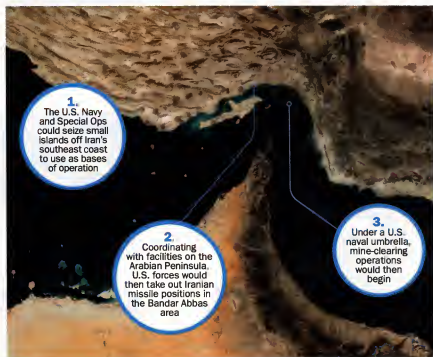 1.
The U.S. Navy
and Special Ops
could seize small
islands off Iran's
southeast coast
to use as bases
of operation
2.
Coordinating
with facilities on the
Arabian Peninsula,
U.S. forces would
then take out Iranian
missile positions in
the Bandar Abbas
area
3.
Under a U.S.
naval umbrella,
mine-clearing
operations
would then
begin